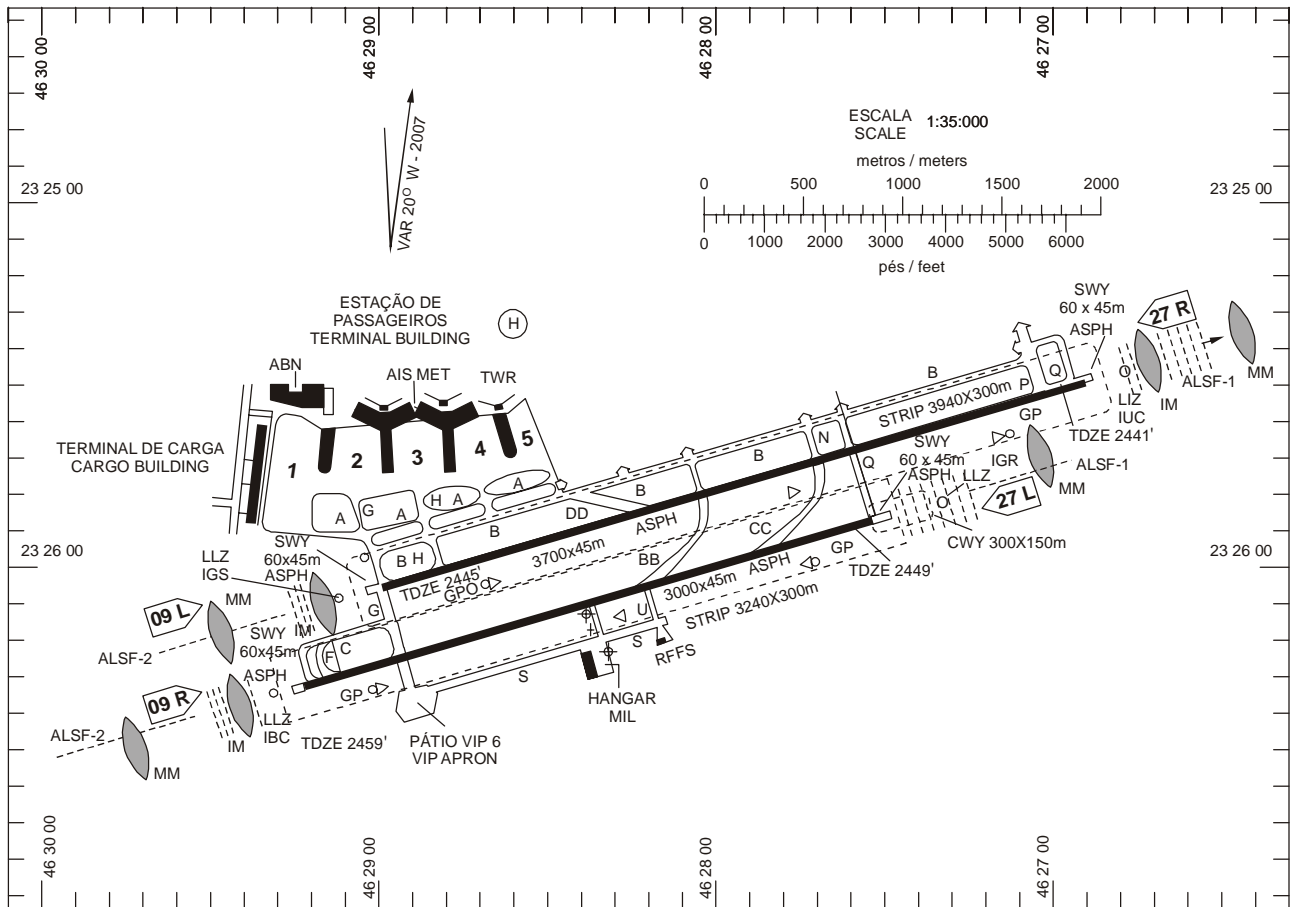 46 30 00
46 29 00
46 28 00
46 27 00
VAR 20° W - 2007
ESCALA
SCALE
1:35:000
metros / meters
0 500 1000 1500 2000
0 1000 2000 3000 4000 5000 6000
pés / feet
23 25 00
23 25 00
ESTAÇÃO DE
PASSAGEIROS
TERMINAL BUILDING
H
ABN
AIS MET
TWR
TERMINAL DE CARGA
CARGO BUILDING
1
2
3
4
5
A
G
A
H A
A
SWY
60 x 45m
ASPH
27 R
MM
ALSF-1
IM
LIZ
IUC
TDZE 2441'
B
STRIP 3940X300m
P
Q
GP
IGR
ALSF-1
MM
N
B
SWY
60 x 45m
ASPH
Q
LLZ
27 L
CWY 300X150m
B
DD
B
B H
ASPH
3700x45m
CC
BB
GP
TDZE 2449'
23 26 00
23 26 00
LLZ
IGS
SWY
60x45m
ASPH
TDZE 2445'
GPO
3000x45m
ASPH
STRIP 3240X300m
09 L
MM
IM
G
ALSF-2
SWY
60x45m
ASPH
F
C
U
S
RFFS
09 R
ALSF-2
MM
IM
LLZ
IBC
GP
TDZE 2459'
S
PÁTIO VIP 6
VIP APRON
HANGAR
MIL
46 30 00
46 29 00
46 28 00
46 27 00